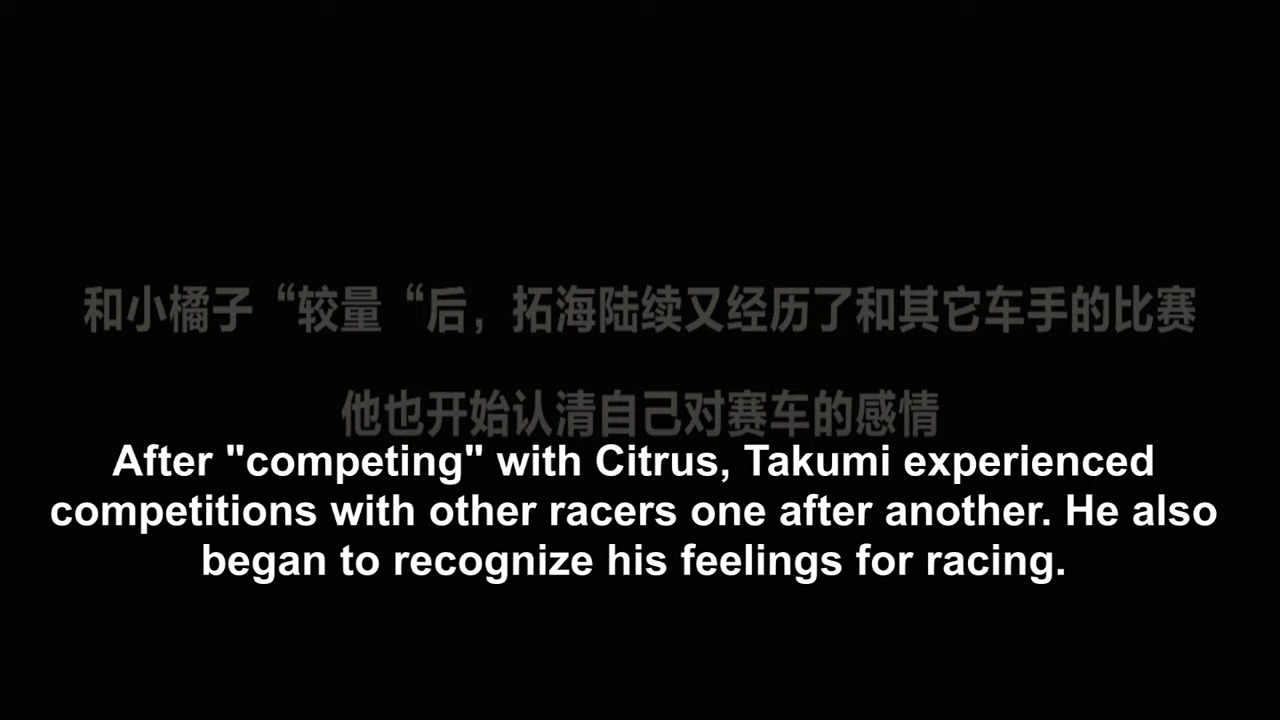 和小橘子“较量“后，拓海陆续又经历了和其它车手的比赛
他也开始认清自己对赛车的感情
After "competing" with Citrus, Takumi experienced
competitions with other racers one after another. He also
began to recognize his feelings for racing.